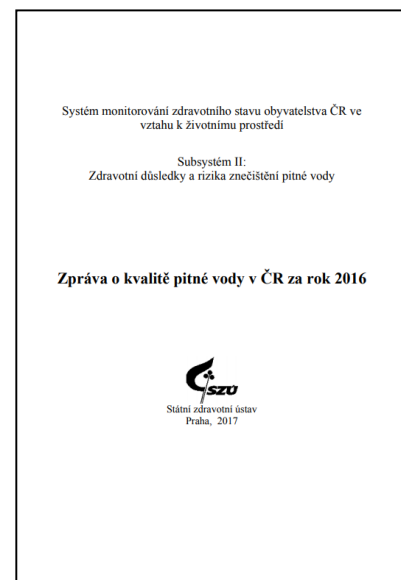 Systém monitorování zdravotního stavu obyvatelstva ČR ve
vztahu k životnímu prostředí
Subsystém II:
Zdravotní důsledky a rizika znečištění pitné vody
Zpráva o kvalitě pitné vody v ČR za rok 2016
SZÚ
Státní zdravotní ústav
Praha, 2017